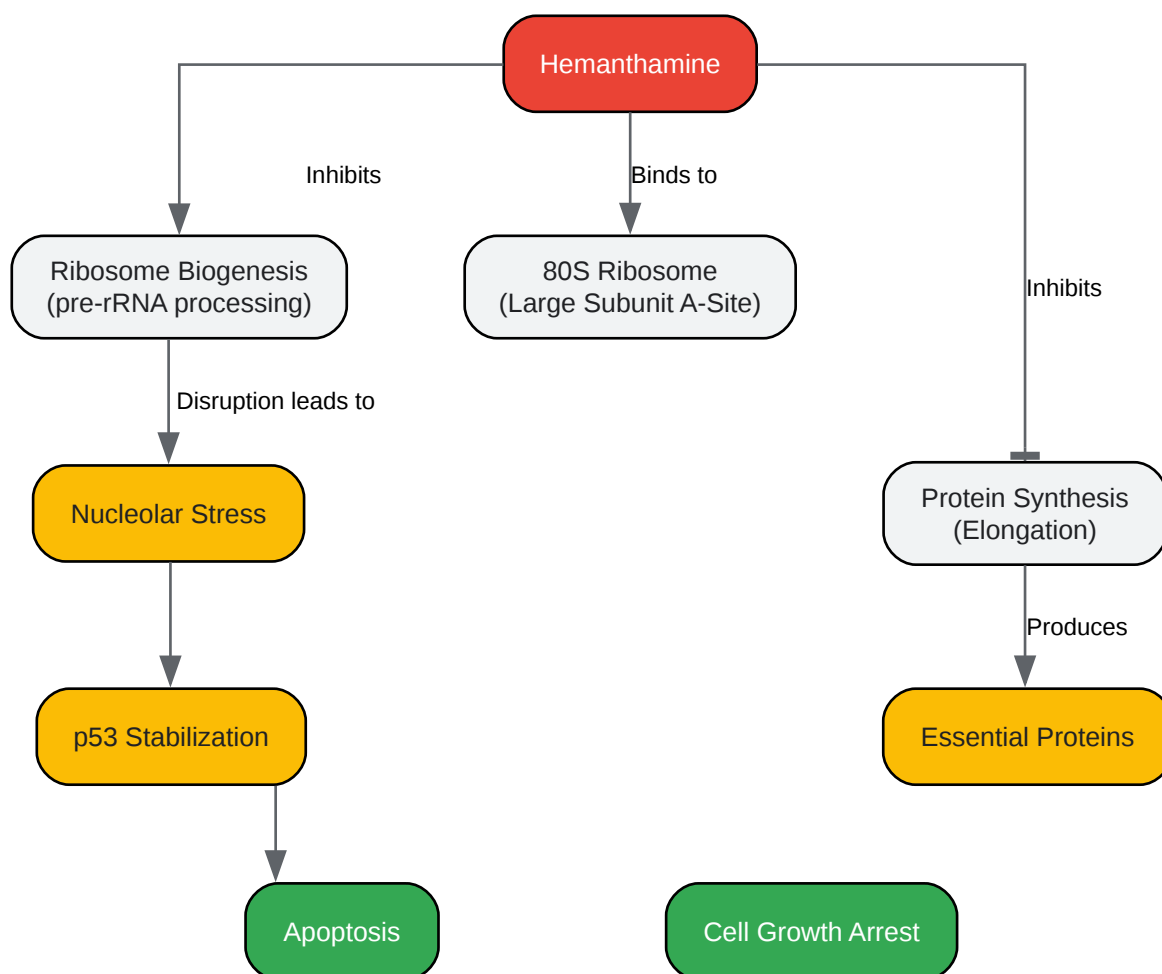 Hemanthamine
Inhibits
Binds to
Ribosome Biogenesis
(pre-rRNA processing)
80S Ribosome
(Large Subunit A-Site)
Inhibits
Disruption leads to
Nucleolar Stress
Protein Synthesis
(Elongation)
Produces
p53 Stabilization
Essential Proteins
Apoptosis
Cell Growth Arrest